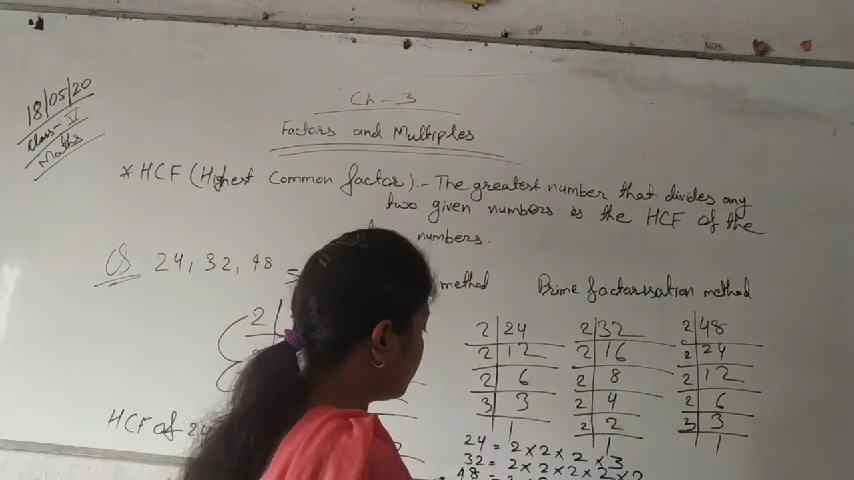 18/05/20
Class - V
Maths
Ch - 3
Factors and Multiples
* HCF (Highest Common factor) :- The greatest number that divides any
two given numbers is the HCF of the
numbers.
Q 24, 32, 48 =
method
Prime factorisation method
2
2 24
2 12
2 6
3 3
1
2 32
2 16
2 8
2 4
2 2
1
2 48
2 24
2 12
2 6
3 3
1
HCF of 24
24 = 2 × 2 × 2 × 3
32 = 2 × 2 × 2 × 2 × 2
48 =